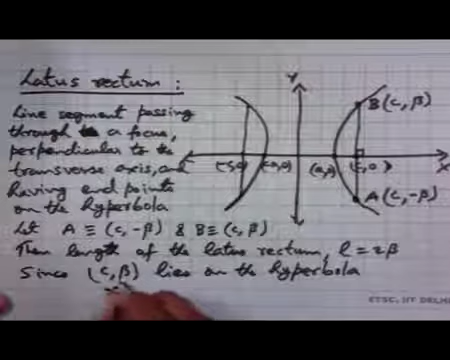 Latus rectum :
Line segment passing
through a focus,
perpendicular to the
transverse axis, and
having end points
on the hyperbola
Let A ≡ (c, -β) & B ≡ (c, β)
Then length of the latus rectum, l = 2β
Since (c, β) lies on the hyperbola
Y
B (c, β)
(-c, 0) (-a, 0) (a, 0) (c, 0) X
A (c, -β)
ETSC, IIT DELHI